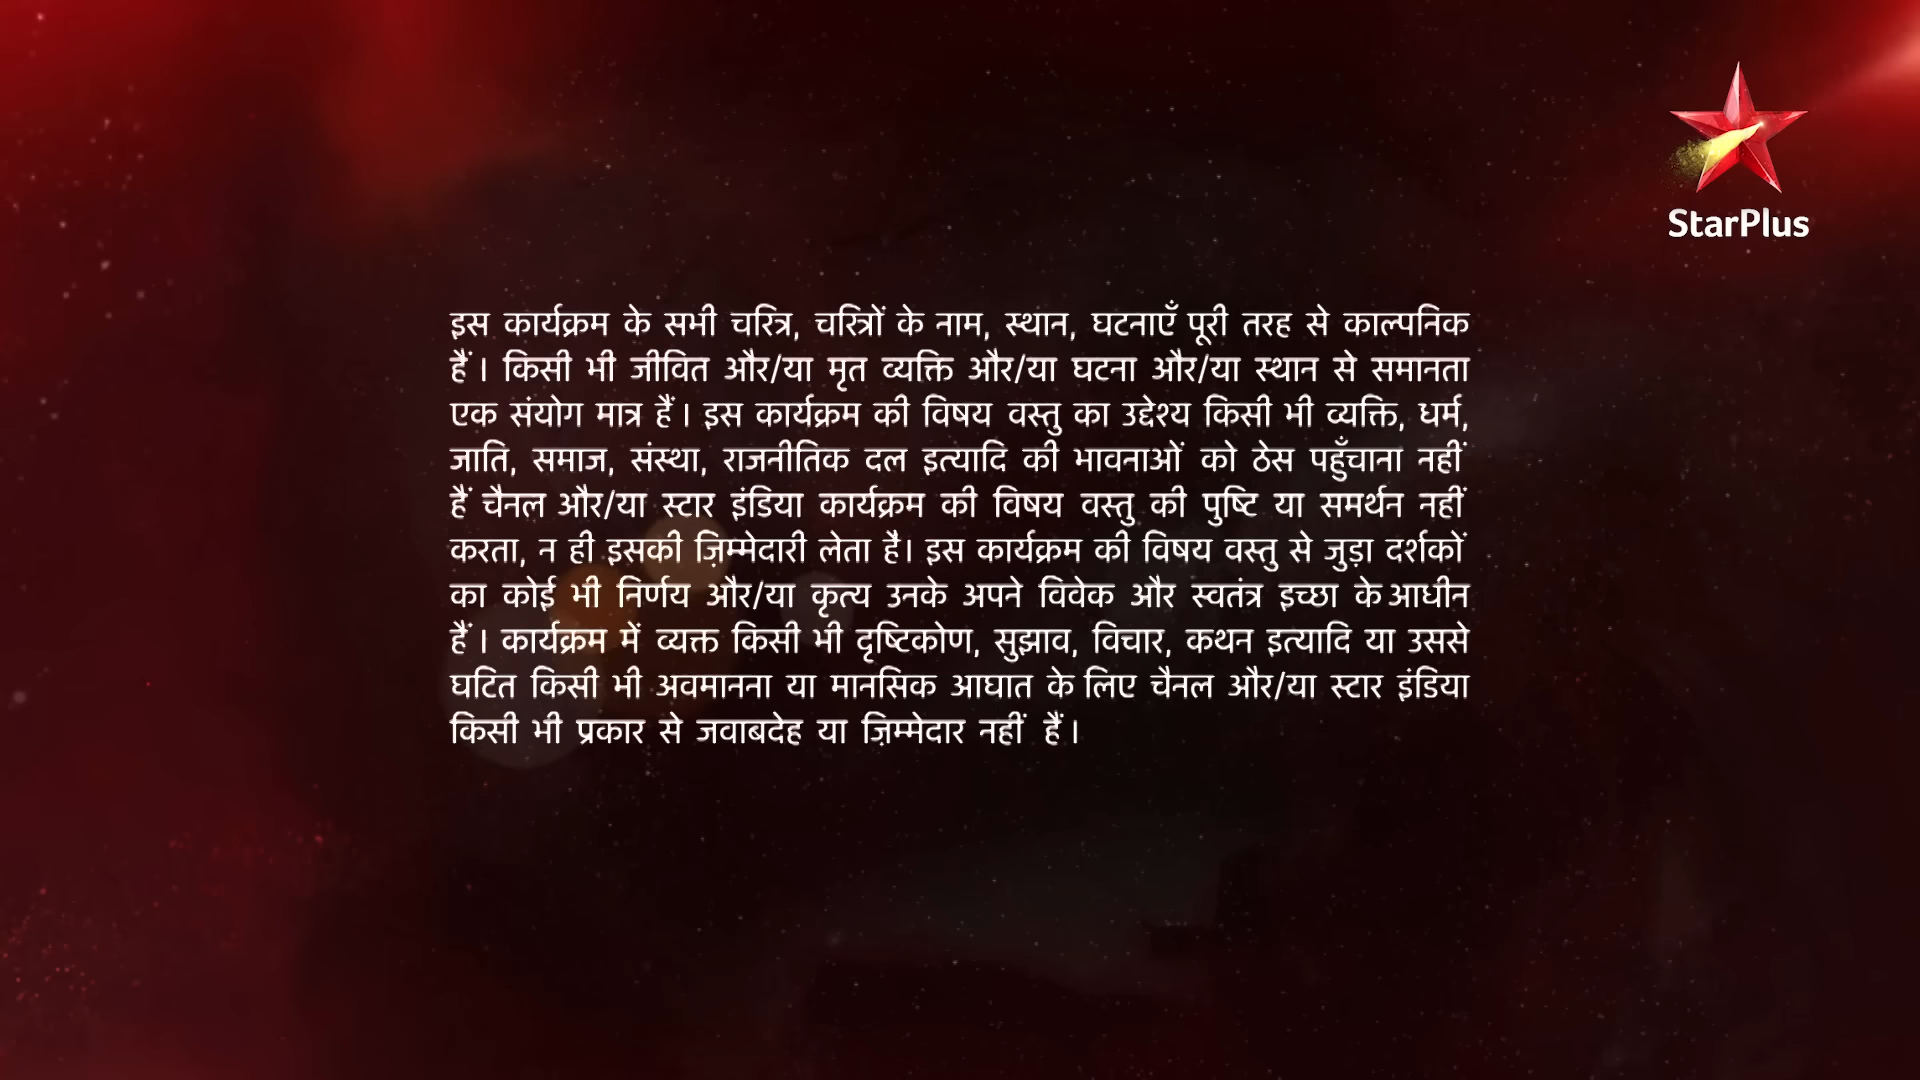 StarPlus
इस कार्यक्रम के सभी चरित्र, चरित्रों के नाम, स्थान, घटनाएँ पूरी तरह से काल्पनिक
हैं । किसी भी जीवित और/या मृत व्यक्ति और/या घटना और/या स्थान से समानता
एक संयोग मात्र हैं । इस कार्यक्रम की विषय वस्तु का उद्देश्य किसी भी व्यक्ति, धर्म,
जाति, समाज, संस्था, राजनीतिक दल इत्यादि की भावनाओं को ठेस पहुँचाना नहीं
हैं चैनल और/या स्टार इंडिया कार्यक्रम की विषय वस्तु की पुष्टि या समर्थन नहीं
करता, न ही इसकी ज़िम्मेदारी लेता है। इस कार्यक्रम की विषय वस्तु से जुड़ा दर्शकों
का कोई भी निर्णय और/या कृत्य उनके अपने विवेक और स्वतंत्र इच्छा के आधीन
हैं । कार्यक्रम में व्यक्त किसी भी दृष्टिकोण, सुझाव, विचार, कथन इत्यादि या उससे
घटित किसी भी अवमानना या मानसिक आघात के लिए चैनल और/या स्टार इंडिया
किसी भी प्रकार से जवाबदेह या ज़िम्मेदार नहीं हैं ।